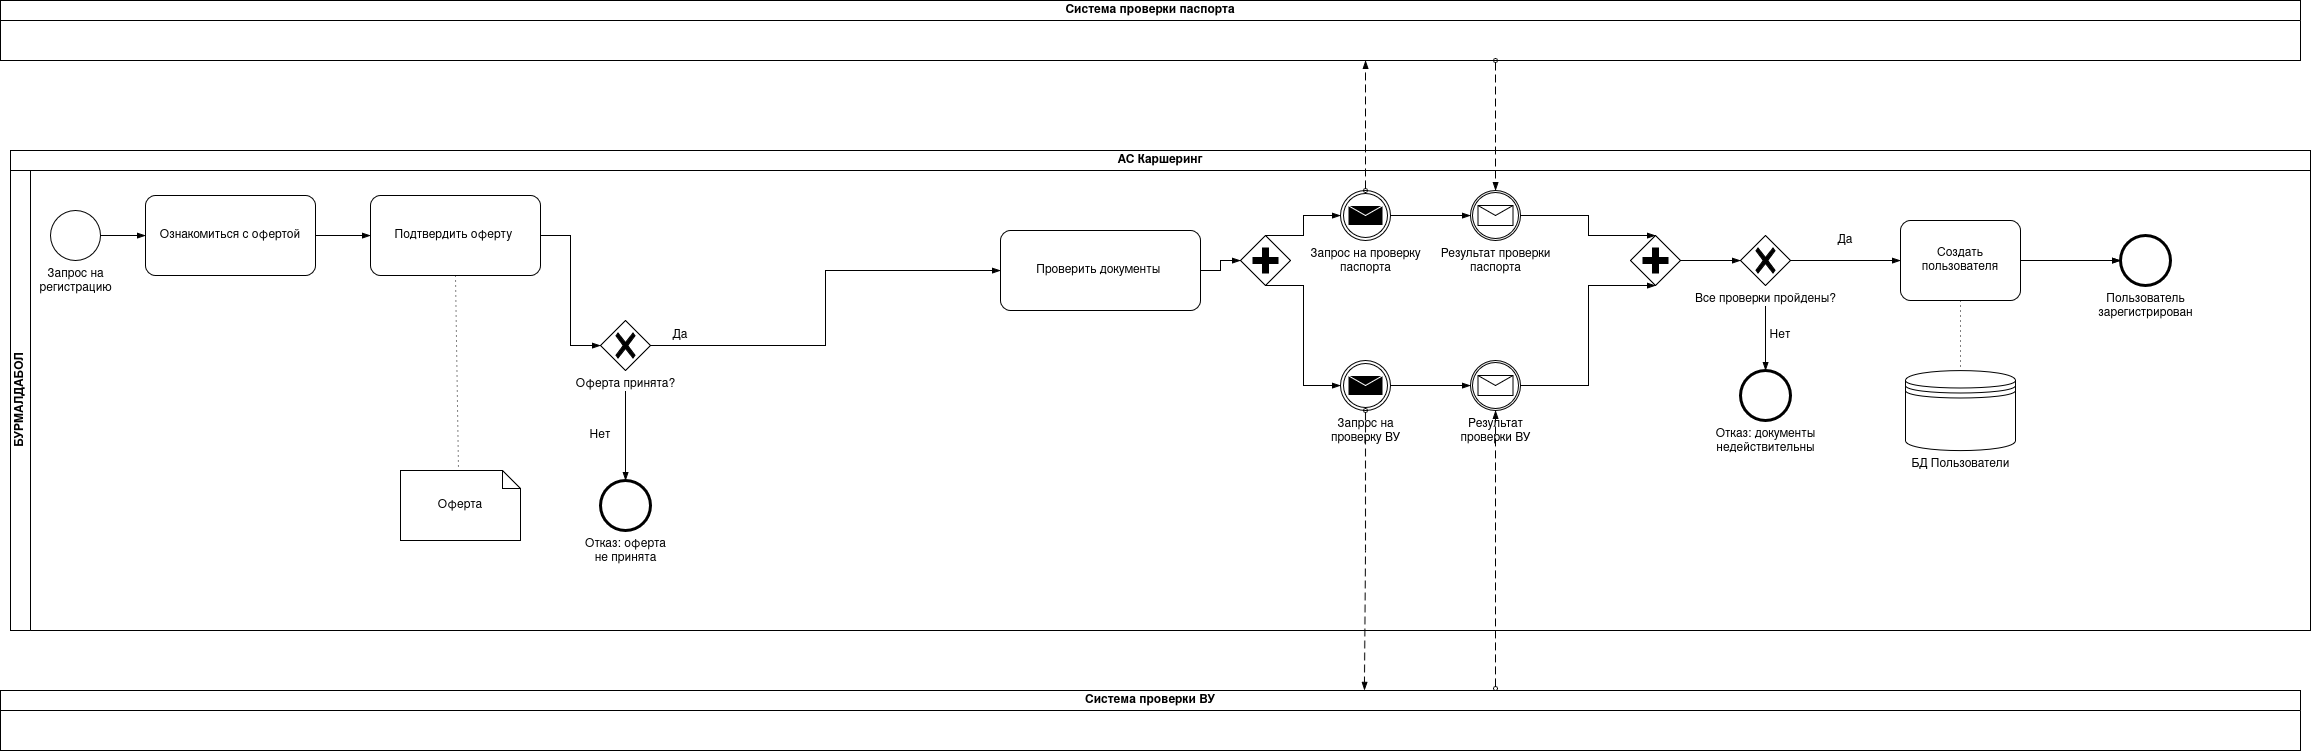 Система проверки паспорта
АС Каршеринг
БУРМАЛДАБОЛ
Запрос на
регистрацию
Ознакомиться с офертой
Подтвердить оферту
Оферта
Оферта принята?
Да
Нет
Отказ: оферта
не принята
Проверить документы
Запрос на проверку
паспорта
Результат проверки
паспорта
Запрос на
проверку ВУ
Результат
проверки ВУ
Все проверки пройдены?
Да
Нет
Отказ: документы
недействительны
Создать
пользователя
БД Пользователи
Пользователь
зарегистрирован
Система проверки ВУ